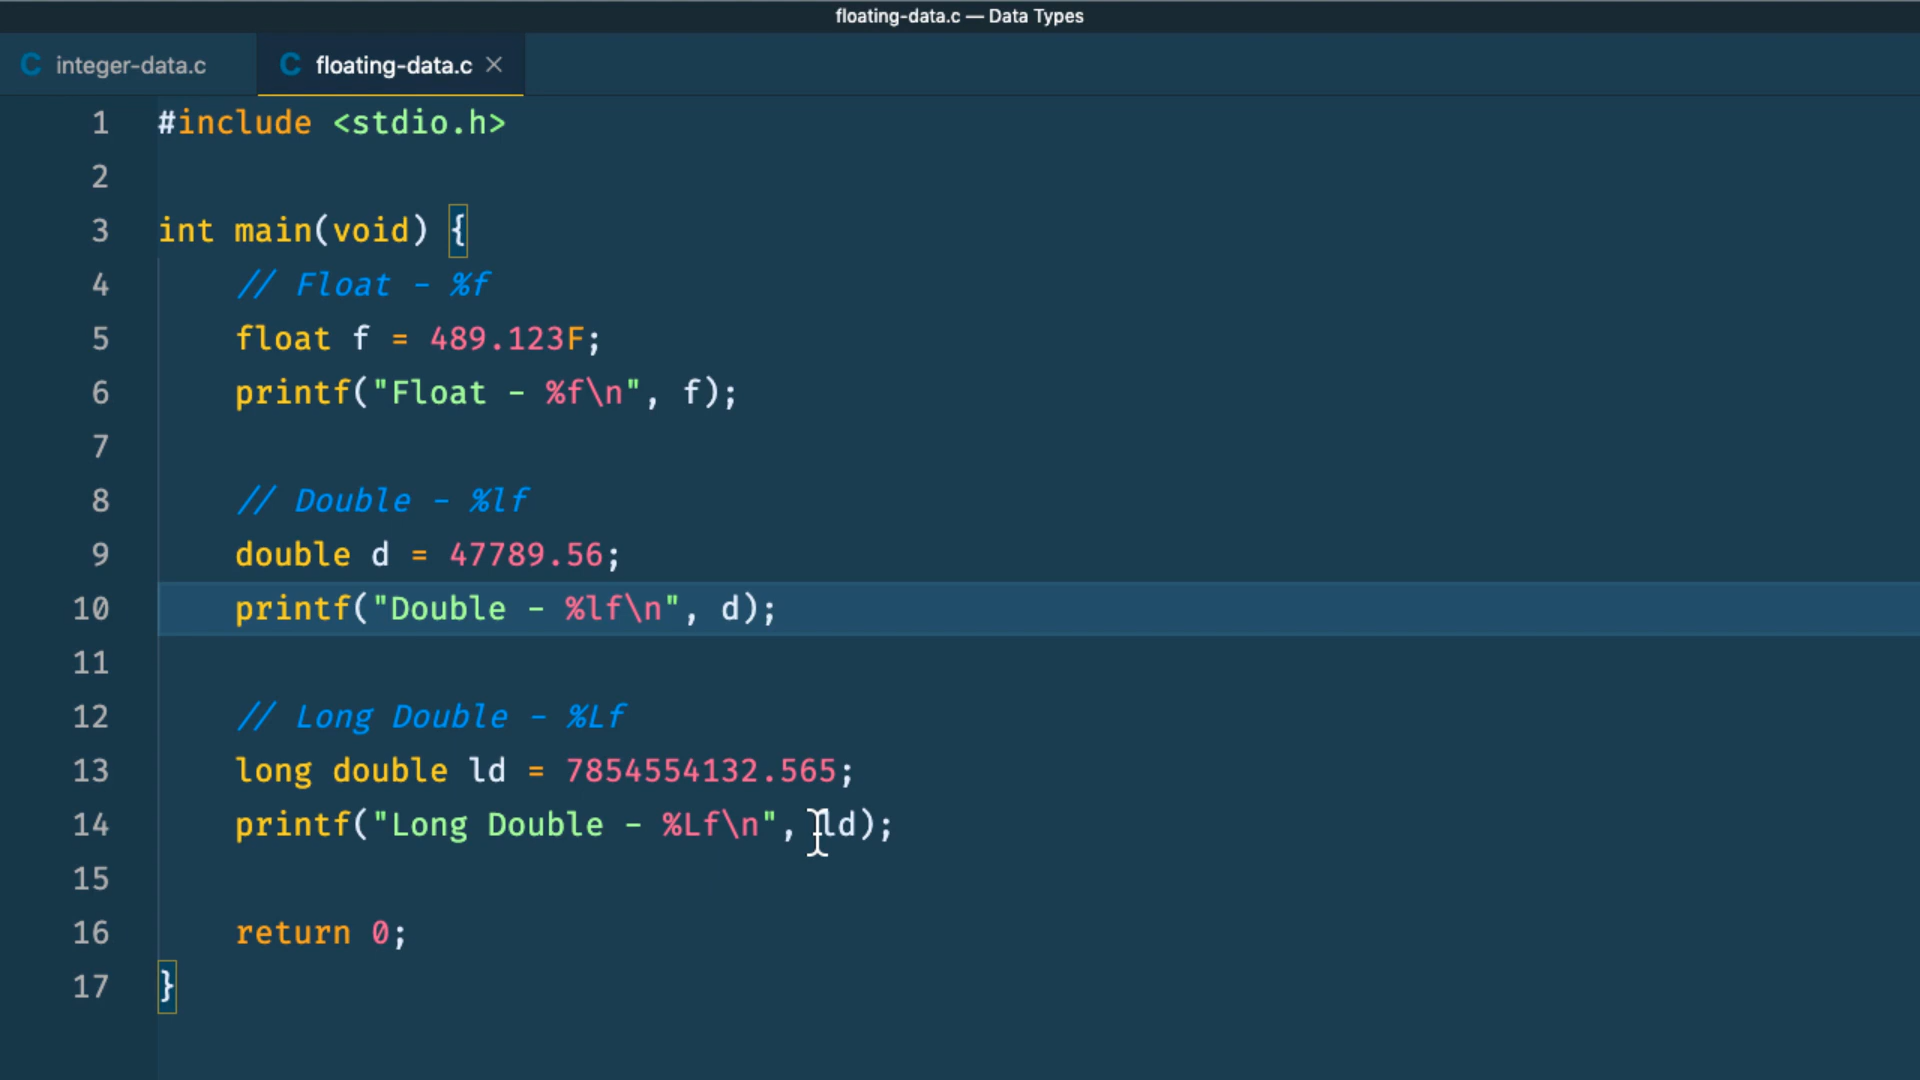 floating-data.c — Data Types
C integer-data.c C floating-data.c ×
1 #include <stdio.h>
2
3 int main(void) {
4 // Float - %f
5 float f = 489.123F;
6 printf("Float - %f\n", f);
7
8 // Double - %lf
9 double d = 47789.56;
10 printf("Double - %lf\n", d);
11
12 // Long Double - %Lf
13 long double ld = 7854554132.565;
14 printf("Long Double - %Lf\n", ld);
15
16 return 0;
17 }